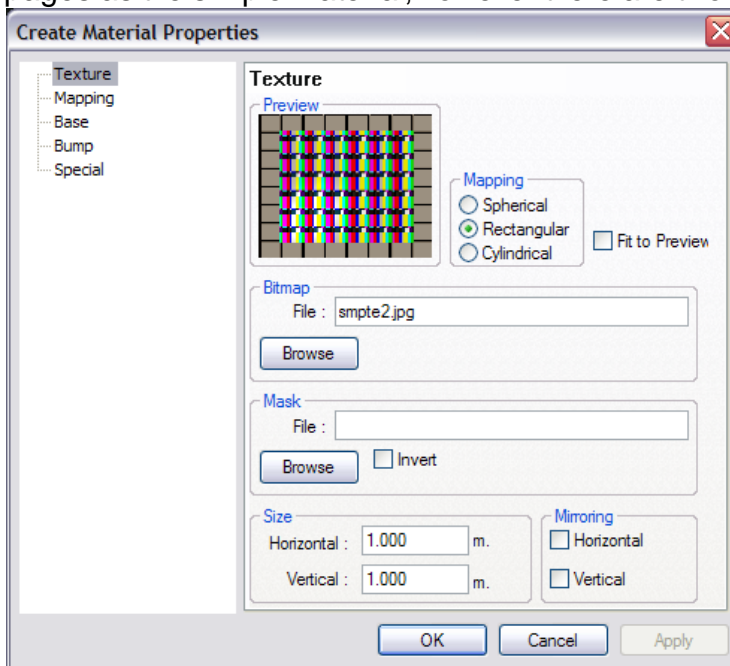 Create Material Properties
Texture
Mapping
Base
Bump
Special
Texture
Preview
Mapping
Spherical
Rectangular
Cylindrical
Fit to Preview
Bitmap
File : smpte2.jpg
Browse
Mask
File :
Browse
Invert
Size
Horizontal : 1.000 m.
Vertical : 1.000 m.
Mirroring
Horizontal
Vertical
OK Cancel Apply